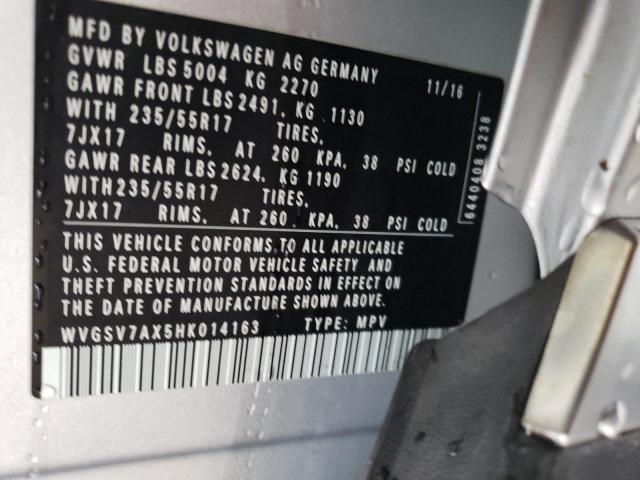 MFD BY VOLKSWAGEN AG GERMANY
GVWR LBS 5004 KG 2270 11/16
GAWR FRONT LBS 2491, KG 1130
WITH 235/55R17 TIRES,
7JX17 RIMS, AT 260 KPA, 38 PSI COLD
GAWR REAR LBS 2624, KG 1190
WITH 235/55R17 TIRES,
7JX17 RIMS, AT 260 KPA, 38 PSI COLD
THIS VEHICLE CONFORMS TO ALL APPLICABLE
U.S. FEDERAL MOTOR VEHICLE SAFETY AND
THEFT PREVENTION STANDARDS IN EFFECT ON
THE DATE OF MANUFACTURE SHOWN ABOVE.
WVGSV7AX5HK014163 TYPE: MPV
6440408 3238